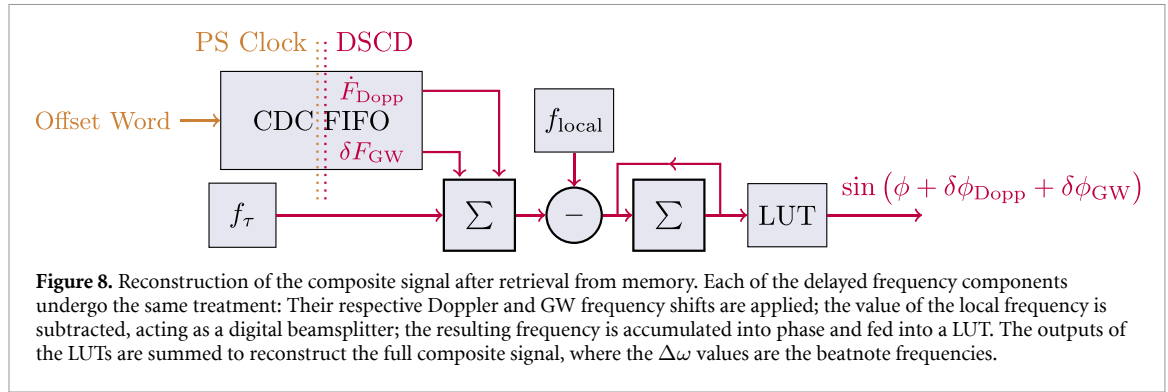 PS Clock DSCD
Offset Word
CDC FIFO
Ḟ_Dopp
δF_GW
f_local
f_τ
Σ
−
Σ
LUT
sin (ϕ + δϕ_Dopp + δϕ_GW)
Figure 8. Reconstruction of the composite signal after retrieval from memory. Each of the delayed frequency components
undergo the same treatment: Their respective Doppler and GW frequency shifts are applied; the value of the local frequency is
subtracted, acting as a digital beamsplitter; the resulting frequency is accumulated into phase and fed into a LUT. The outputs of
the LUTs are summed to reconstruct the full composite signal, where the Δω values are the beatnote frequencies.